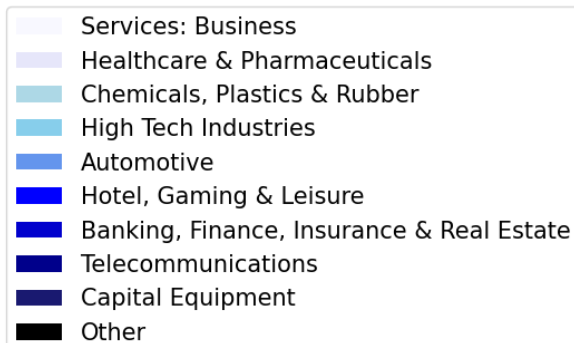 Services: Business
Healthcare & Pharmaceuticals
Chemicals, Plastics & Rubber
High Tech Industries
Automotive
Hotel, Gaming & Leisure
Banking, Finance, Insurance & Real Estate
Telecommunications
Capital Equipment
Other